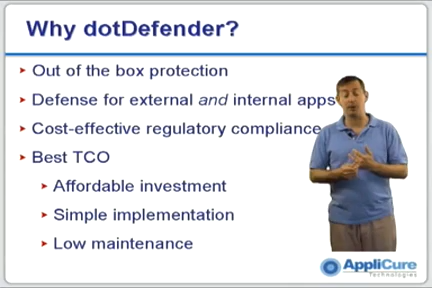 Why dotDefender?
Out of the box protection
Defense for external and internal apps
Cost-effective regulatory compliance
Best TCO
Affordable investment
Simple implementation
Low maintenance
AppliCure
Technologies